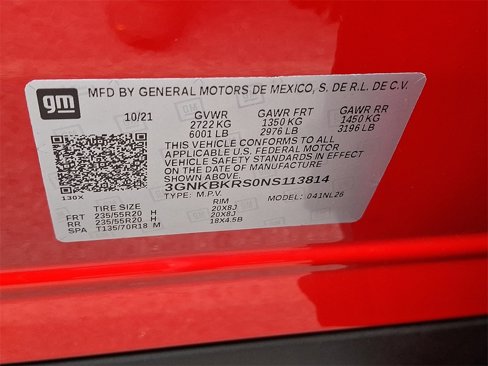 gm
MFD BY GENERAL MOTORS DE MEXICO, S. DE R.L. DE C.V.
10/21 GVWR GAWR FRT GAWR RR
2722 KG 1350 KG 1450 KG
6001 LB 2976 LB 3196 LB
THIS VEHICLE CONFORMS TO ALL
APPLICABLE U.S. FEDERAL MOTOR
VEHICLE SAFETY STANDARDS IN EFFECT
ON THE DATE OF MANUFACTURE
SHOWN ABOVE.
3GNKBKRS0NS113814
TYPE: M.P.V. MODEL: 041NL26
130X
TIRE SIZE RIM
FRT 235/55R20 H 20X8J
RR 235/55R20 H 20X8J
SPA T135/70R18 M 18X4.5B